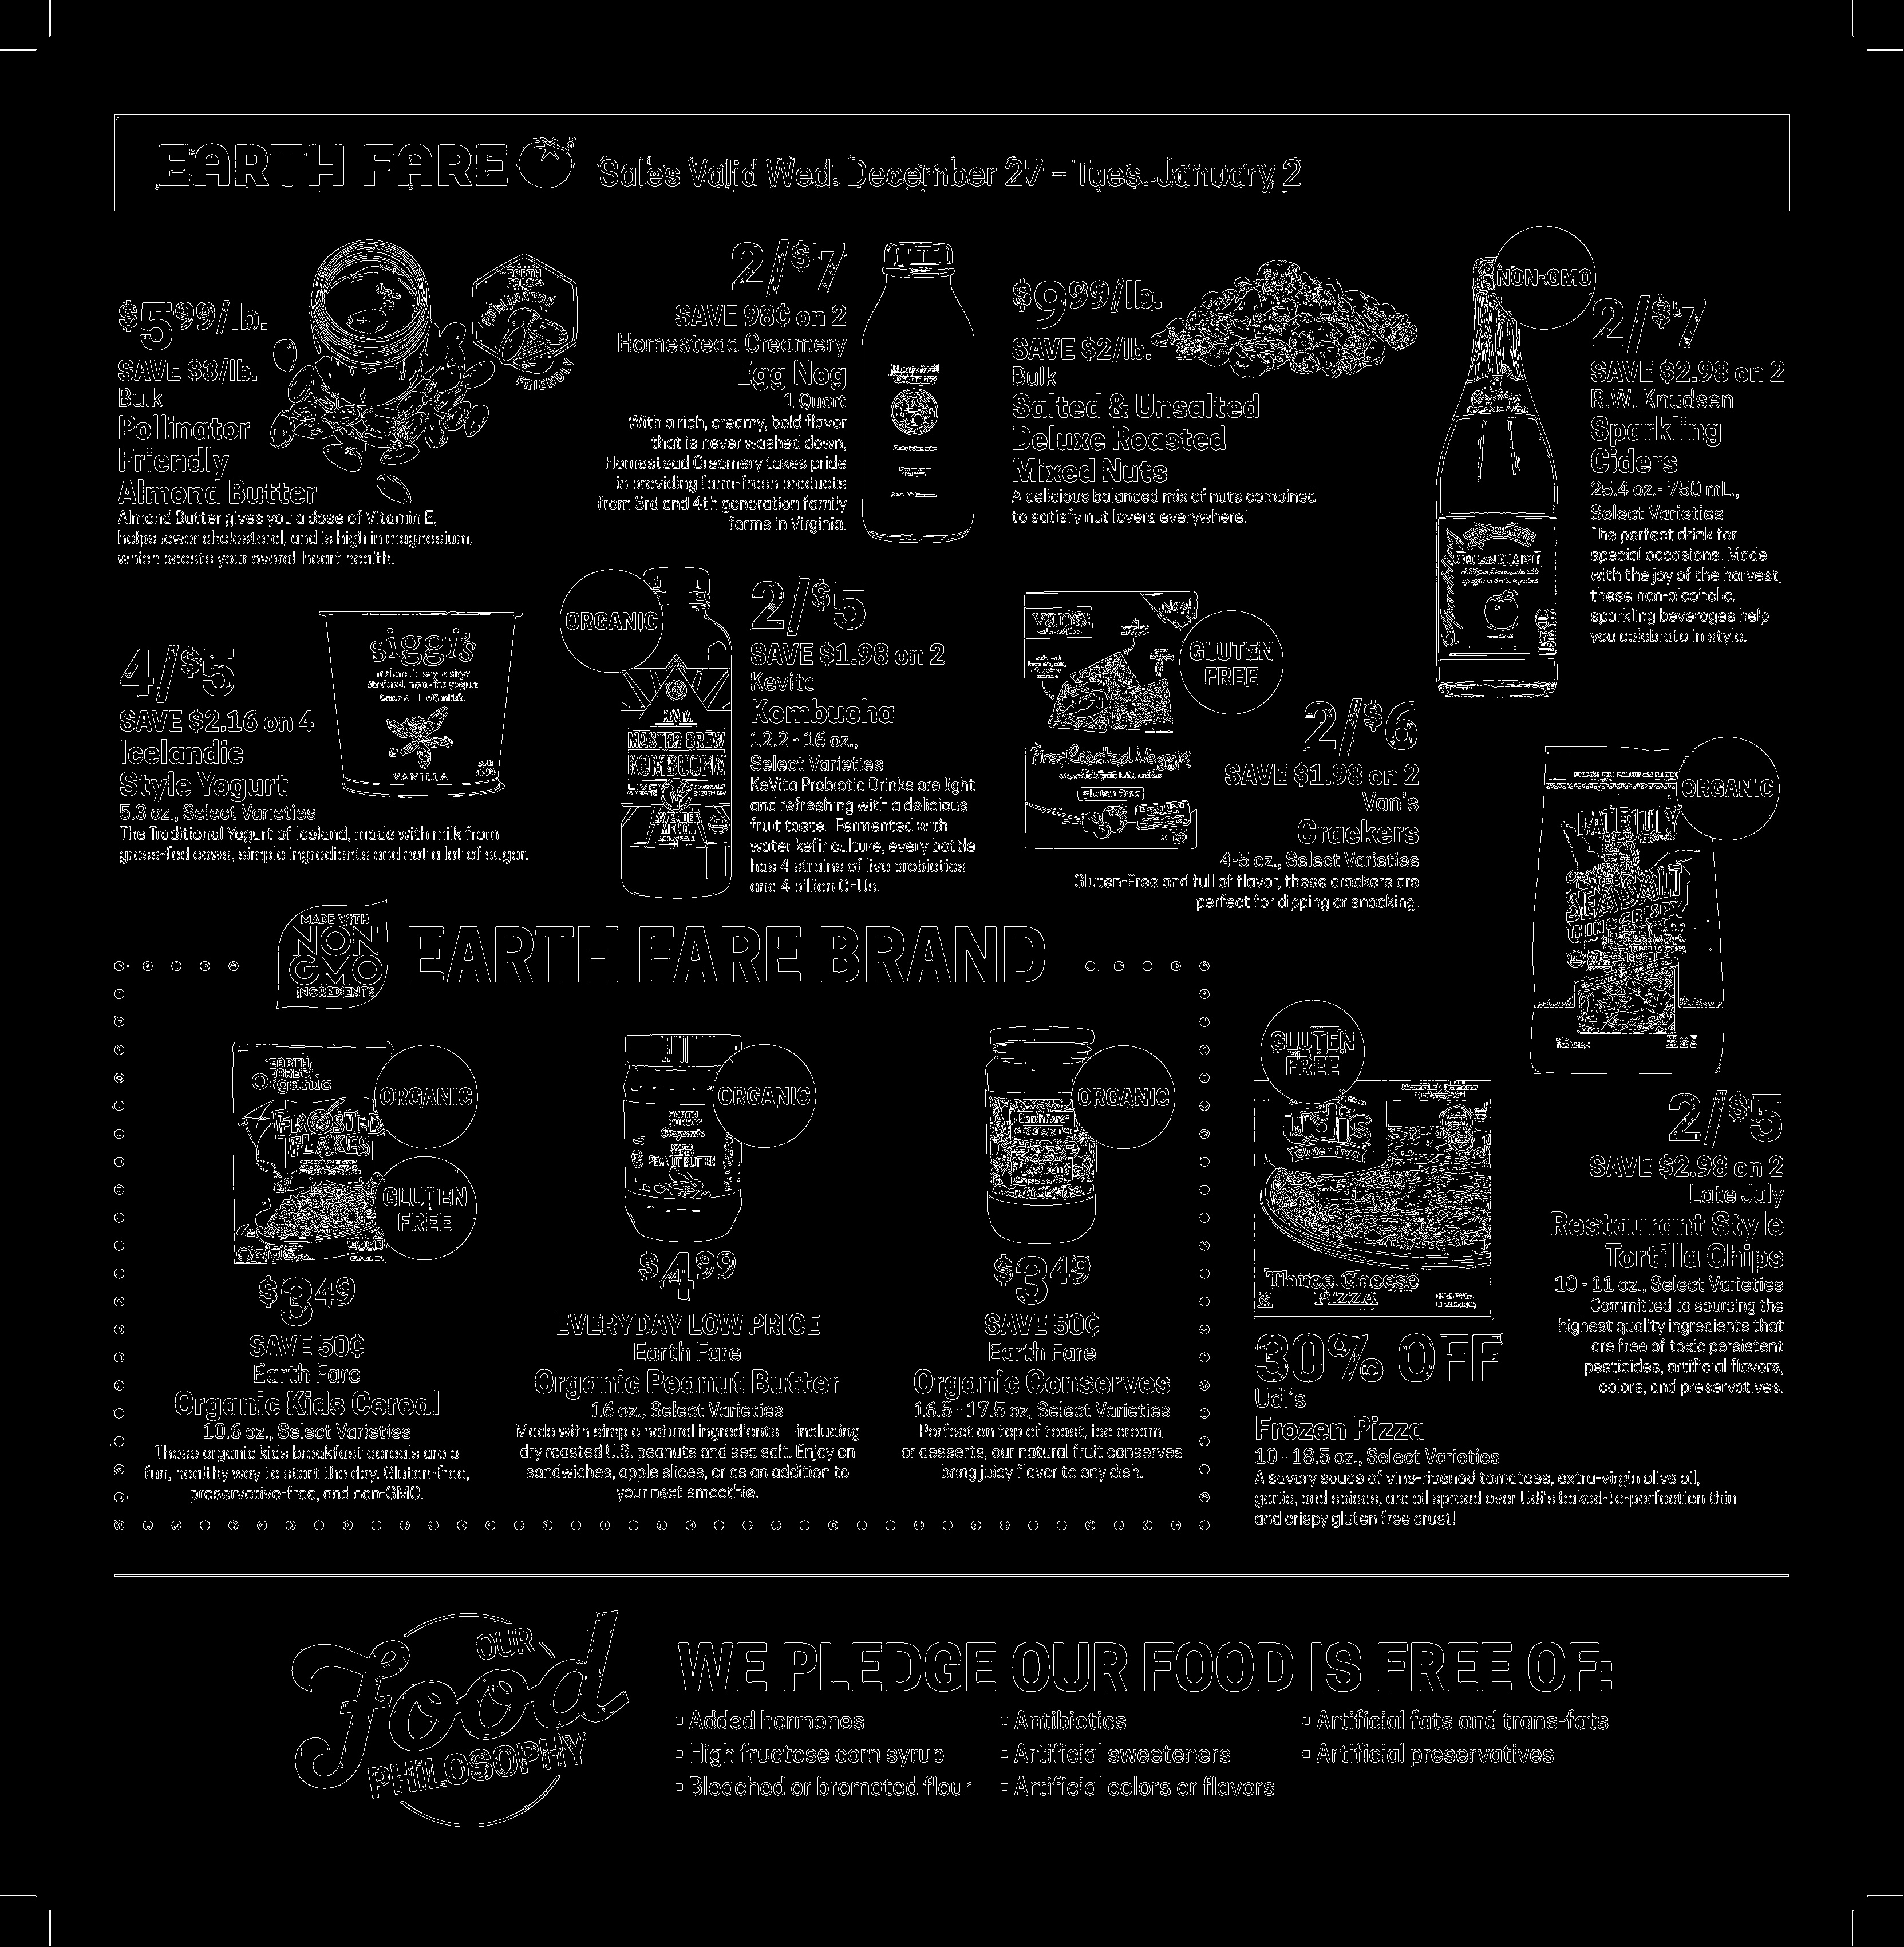 EARTH FARE
Sales Valid Wed. December 27 – Tues. January 2
$5.99/lb.
SAVE $3/lb.
Bulk
Pollinator
Friendly
Almond Butter
Almond Butter gives you a dose of Vitamin E,
helps lower cholesterol, and is high in magnesium,
which boosts your overall heart health.
EARTH
FARE
POLLINATOR
FRIENDLY
2/$7
SAVE 98¢ on 2
Homestead Creamery
Egg Nog
1 Quart
With a rich, creamy, bold flavor
that is never washed down,
Homestead Creamery takes pride
in providing farm-fresh products
from 3rd and 4th generation family
farms in Virginia.
Homestead
Creamery
$9.99/lb.
SAVE $2/lb.
Bulk
Salted & Unsalted
Deluxe Roasted
Mixed Nuts
A delicious balanced mix of nuts combined
to satisfy nut lovers everywhere!
NON-GMO
Sparkling
ORGANIC APPLE
Sparkling
ORGANIC APPLE
2/$7
SAVE $2.98 on 2
R.W. Knudsen
Sparkling
Ciders
25.4 oz.- 750 mL.,
Select Varieties
The perfect drink for
special occasions. Made
with the joy of the harvest,
these non-alcoholic,
sparkling beverages help
you celebrate in style.
4/$5
SAVE $2.16 on 4
Icelandic
Style Yogurt
5.3 oz., Select Varieties
The Traditional Yogurt of Iceland, made with milk from
grass-fed cows, simple ingredients and not a lot of sugar.
siggi's
Icelandic style skyr
strained non-fat yogurt
Grade A | 0% milkfat
VANILLA
ORGANIC
KEVITA
MASTER BREW
KOMBUCHA
LIVE
LAVENDER
MELON
2/$5
SAVE $1.98 on 2
Kevita
Kombucha
12.2 - 16 oz.,
Select Varieties
KeVita Probiotic Drinks are light
and refreshing with a delicious
fruit taste. Fermented with
water kefir culture, every bottle
has 4 strains of live probiotics
and 4 billion CFUs.
van's
New!
Fire Roasted Veggie
gluten free
GLUTEN
FREE
2/$6
SAVE $1.98 on 2
Van's
Crackers
4-5 oz., Select Varieties
Gluten-Free and full of flavor, these crackers are
perfect for dipping or snacking.
ORGANIC
LATE JULY
SEA SALT
THIN & CRISPY
2/$5
SAVE $2.98 on 2
Late July
Restaurant Style
Tortilla Chips
10 - 11 oz., Select Varieties
Committed to sourcing the
highest quality ingredients that
are free of toxic persistent
pesticides, artificial flavors,
colors, and preservatives.
MADE WITH
NON
GMO
INGREDIENTS
EARTH FARE BRAND
EARTH
FARE
Organic
FROSTED
FLAKES
ORGANIC
GLUTEN
FREE
$3.49
SAVE 50¢
Earth Fare
Organic Kids Cereal
10.6 oz., Select Varieties
These organic kids breakfast cereals are a
fun, healthy way to start the day. Gluten-free,
preservative-free, and non-GMO.
EARTH
FARE
Organic
PEANUT BUTTER
ORGANIC
$4.99
EVERYDAY LOW PRICE
Earth Fare
Organic Peanut Butter
16 oz., Select Varieties
Made with simple natural ingredients—including
dry roasted U.S. peanuts and sea salt. Enjoy on
sandwiches, apple slices, or as an addition to
your next smoothie.
EarthFare
ORGANIC
Strawberry
CONSERVES
ORGANIC
$3.49
SAVE 50¢
Earth Fare
Organic Conserves
16.5 - 17.5 oz, Select Varieties
Perfect on top of toast, ice cream,
or desserts, our natural fruit conserves
bring juicy flavor to any dish.
GLUTEN
FREE
udi's
Gluten Free
Three Cheese
PIZZA
30% OFF
Udi's
Frozen Pizza
10 - 18.5 oz., Select Varieties
A savory sauce of vine-ripened tomatoes, extra-virgin olive oil,
garlic, and spices, are all spread over Udi's baked-to-perfection thin
and crispy gluten free crust!
OUR
Food
PHILOSOPHY
WE PLEDGE OUR FOOD IS FREE OF:
• Added hormones
• High fructose corn syrup
• Bleached or bromated flour
• Antibiotics
• Artificial sweeteners
• Artificial colors or flavors
• Artificial fats and trans-fats
• Artificial preservatives